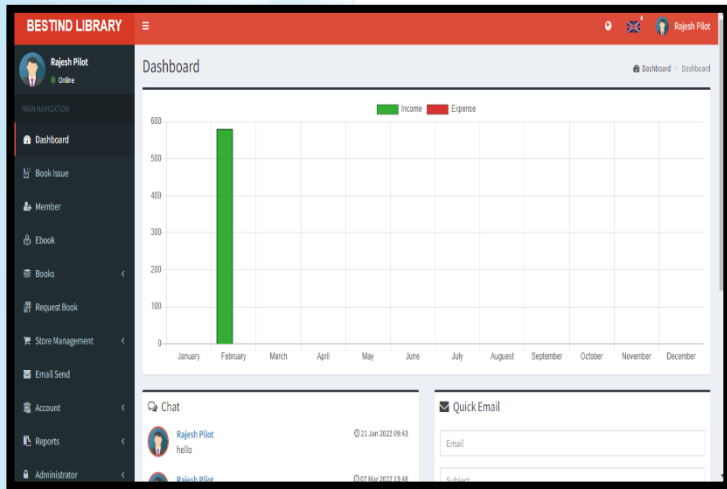 BESTIND LIBRARY
4
Rajesh Pilot
Rajesh Pilot
Online
MAIN NAVIGATION
Dashboard
Book Issue
Member
Ebook
Books
Request Book
Store Management
Email Send
Account
Reports
Administrator
Dashboard
Dashboard > Dashboard
Income Expense
600
500
400
300
200
100
0
January February March April May June July Auguest September October November December
Chat
Rajesh Pilot 21 Jan 2022 09:43
hello
Rajesh Pilot 07 Mar 2022 13:48
Quick Email
Email
Subject